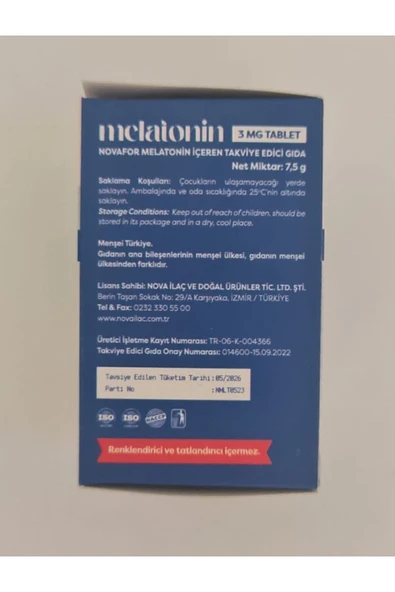 melatonin 3 MG TABLET
NOVAFOR MELATONİN İÇEREN TAKVİYE EDİCİ GIDA
Net Miktar: 7,5 g
Saklama Koşulları: Çocukların ulaşamayacağı yerde
saklayın. Ambalajında ve oda sıcaklığında 25°C'nin altında
saklayın.
Storage Conditions: Keep out of reach of children, should be
stored in its package and in a dry, cool place.
Menşei Türkiye.
Gıdanın ana bileşenlerinin menşei ülkesi, gıdanın menşei
ülkesinden farklıdır.
Lisans Sahibi: NOVA İLAÇ VE DOĞAL ÜRÜNLER TİC. LTD. ŞTİ.
Berin Taşan Sokak No: 29/A Karşıyaka, İZMİR / TÜRKİYE
Tel & Fax: 0232 330 55 00
www.novailac.com.tr
Üretici İşletme Kayıt Numarası: TR-06-K-004366
Takviye Edici Gıda Onay Numarası: 014600-15.09.2022
Tavsiye Edilen Tüketim Tarihi:05/2026
Parti No :NMLT0523
ISO ISO HACCP
Renklendirici ve tatlandırıcı içermez.